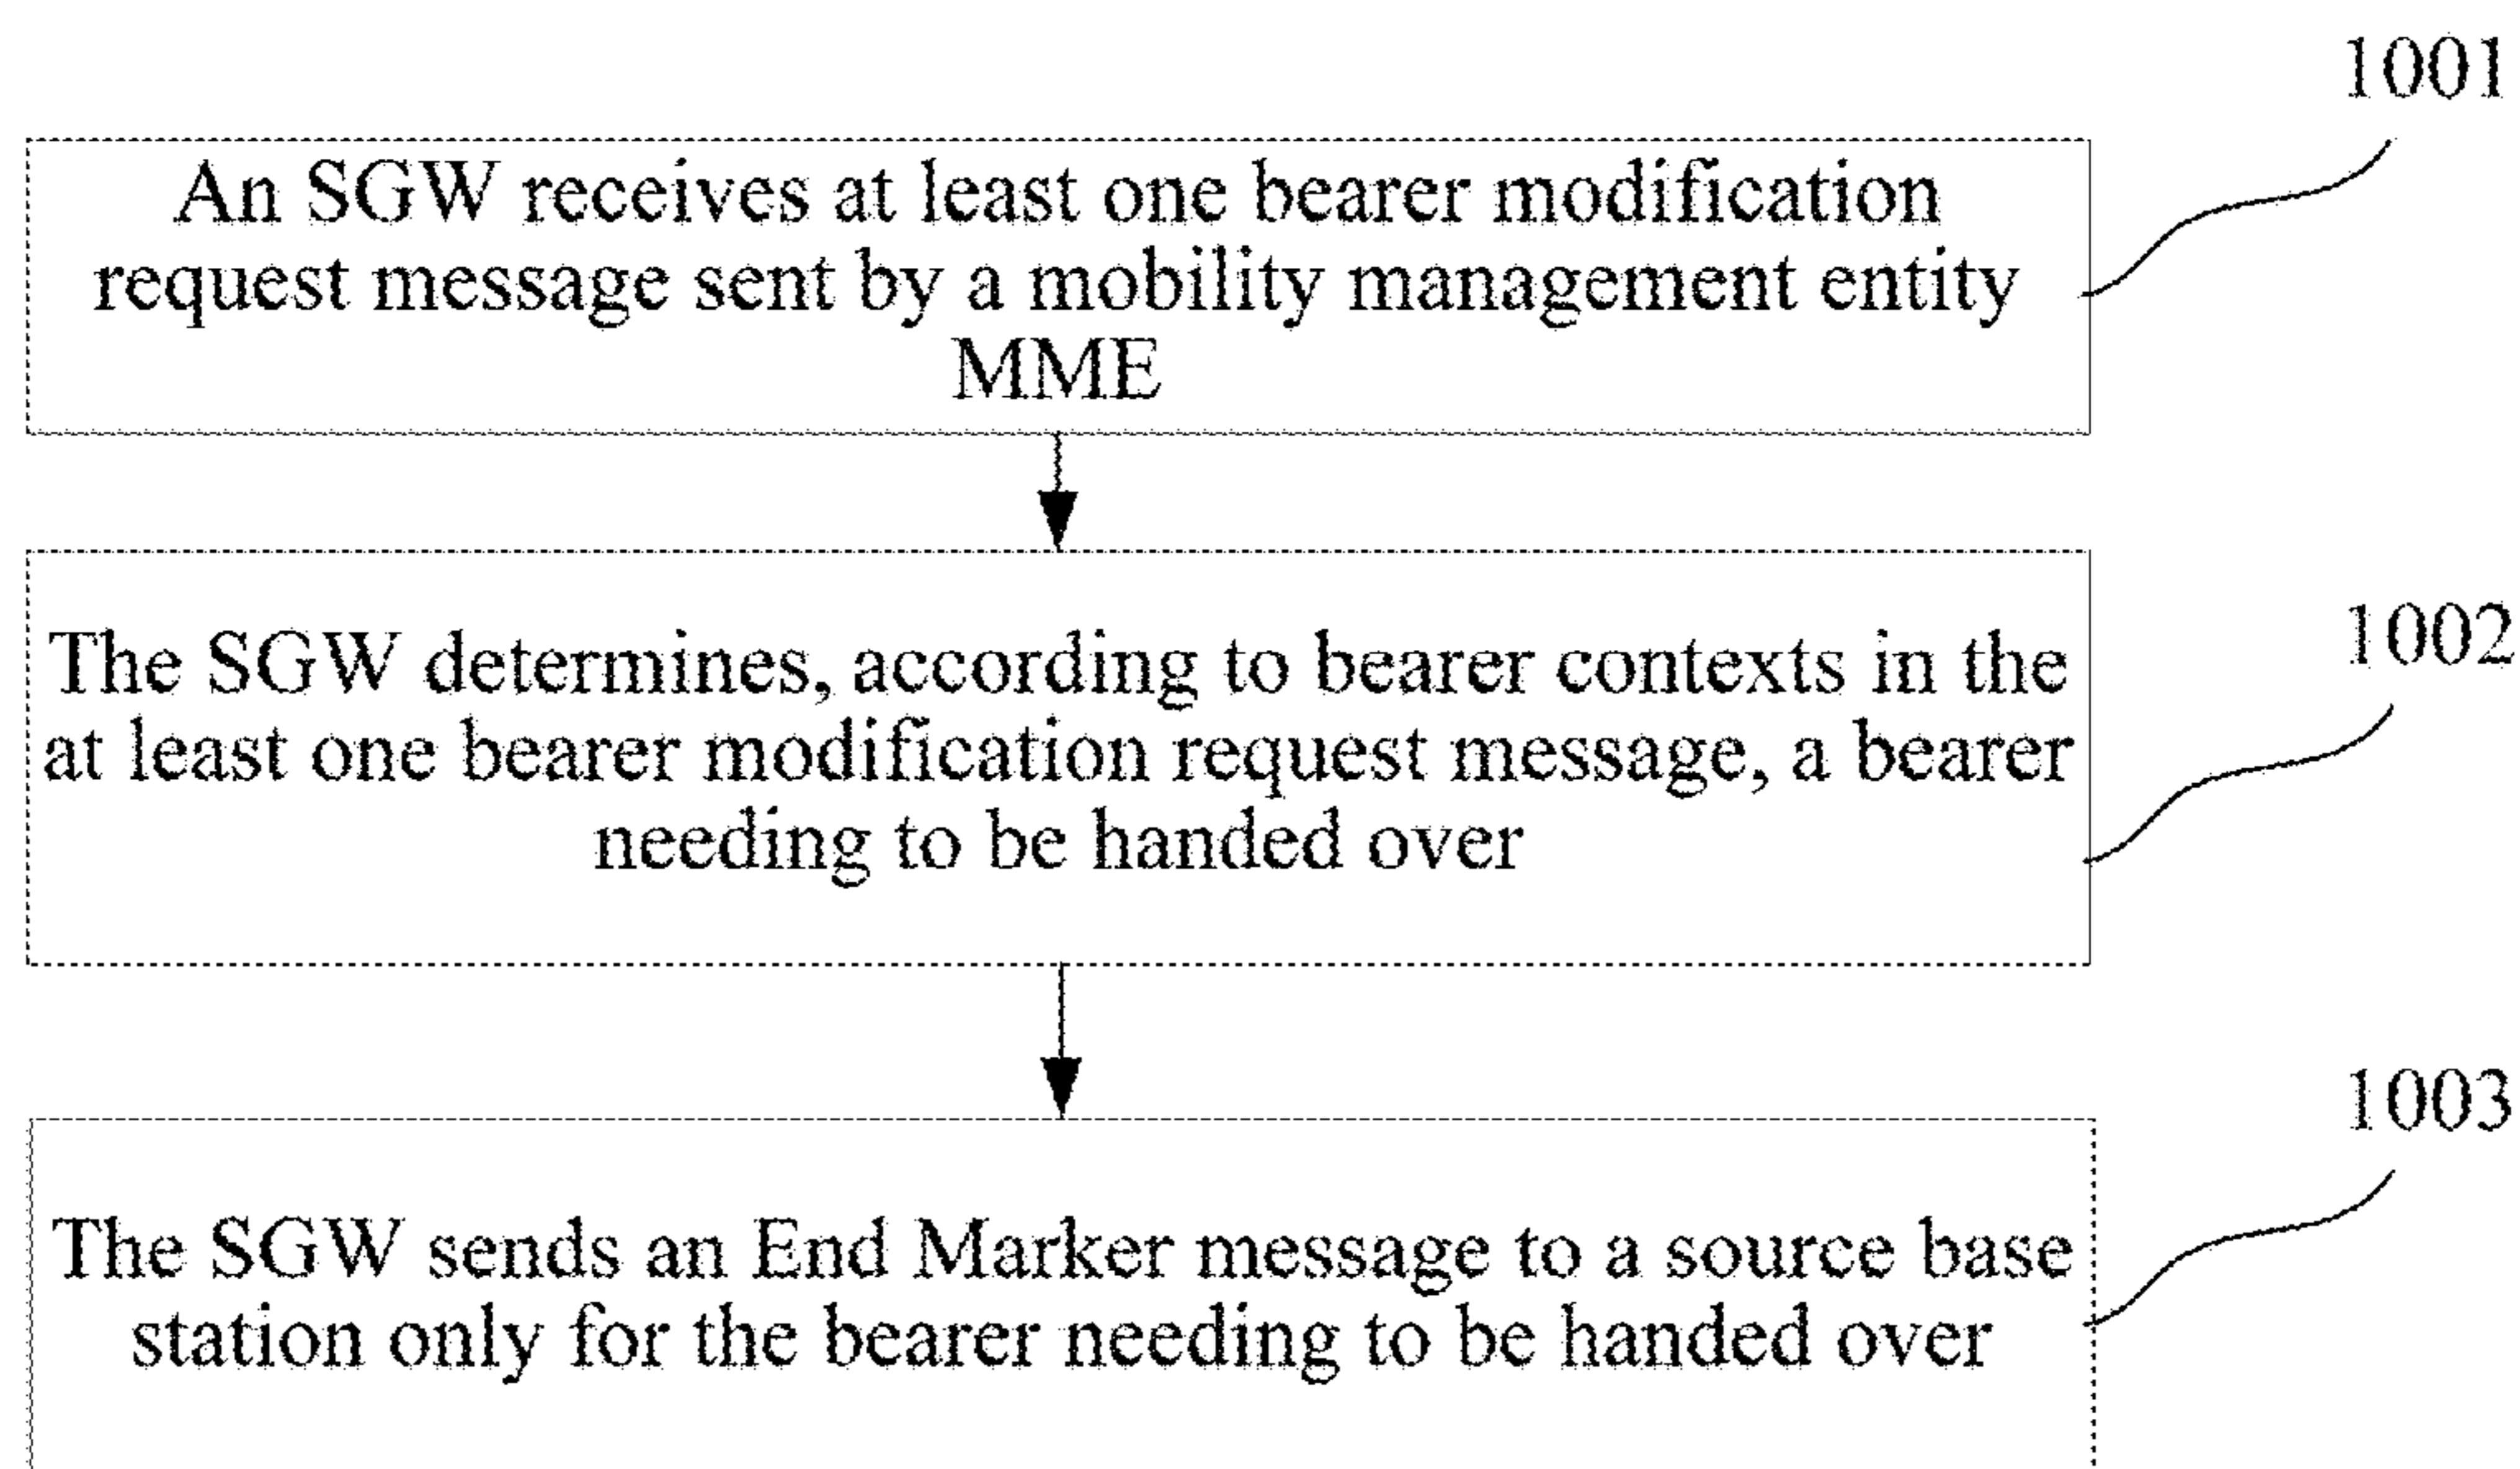 1001
An SGW receives at least one bearer modification
request message sent by a mobility management entity
MME
1002
The SGW determines, according to bearer contexts in the
at least one bearer modification request message, a bearer
needing to be handed over
1003
The SGW sends an End Marker message to a source base
station only for the bearer needing to be handed over